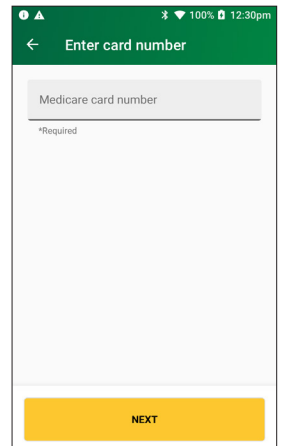 100% 12:30pm
Enter card number
Medicare card number
*Required
NEXT